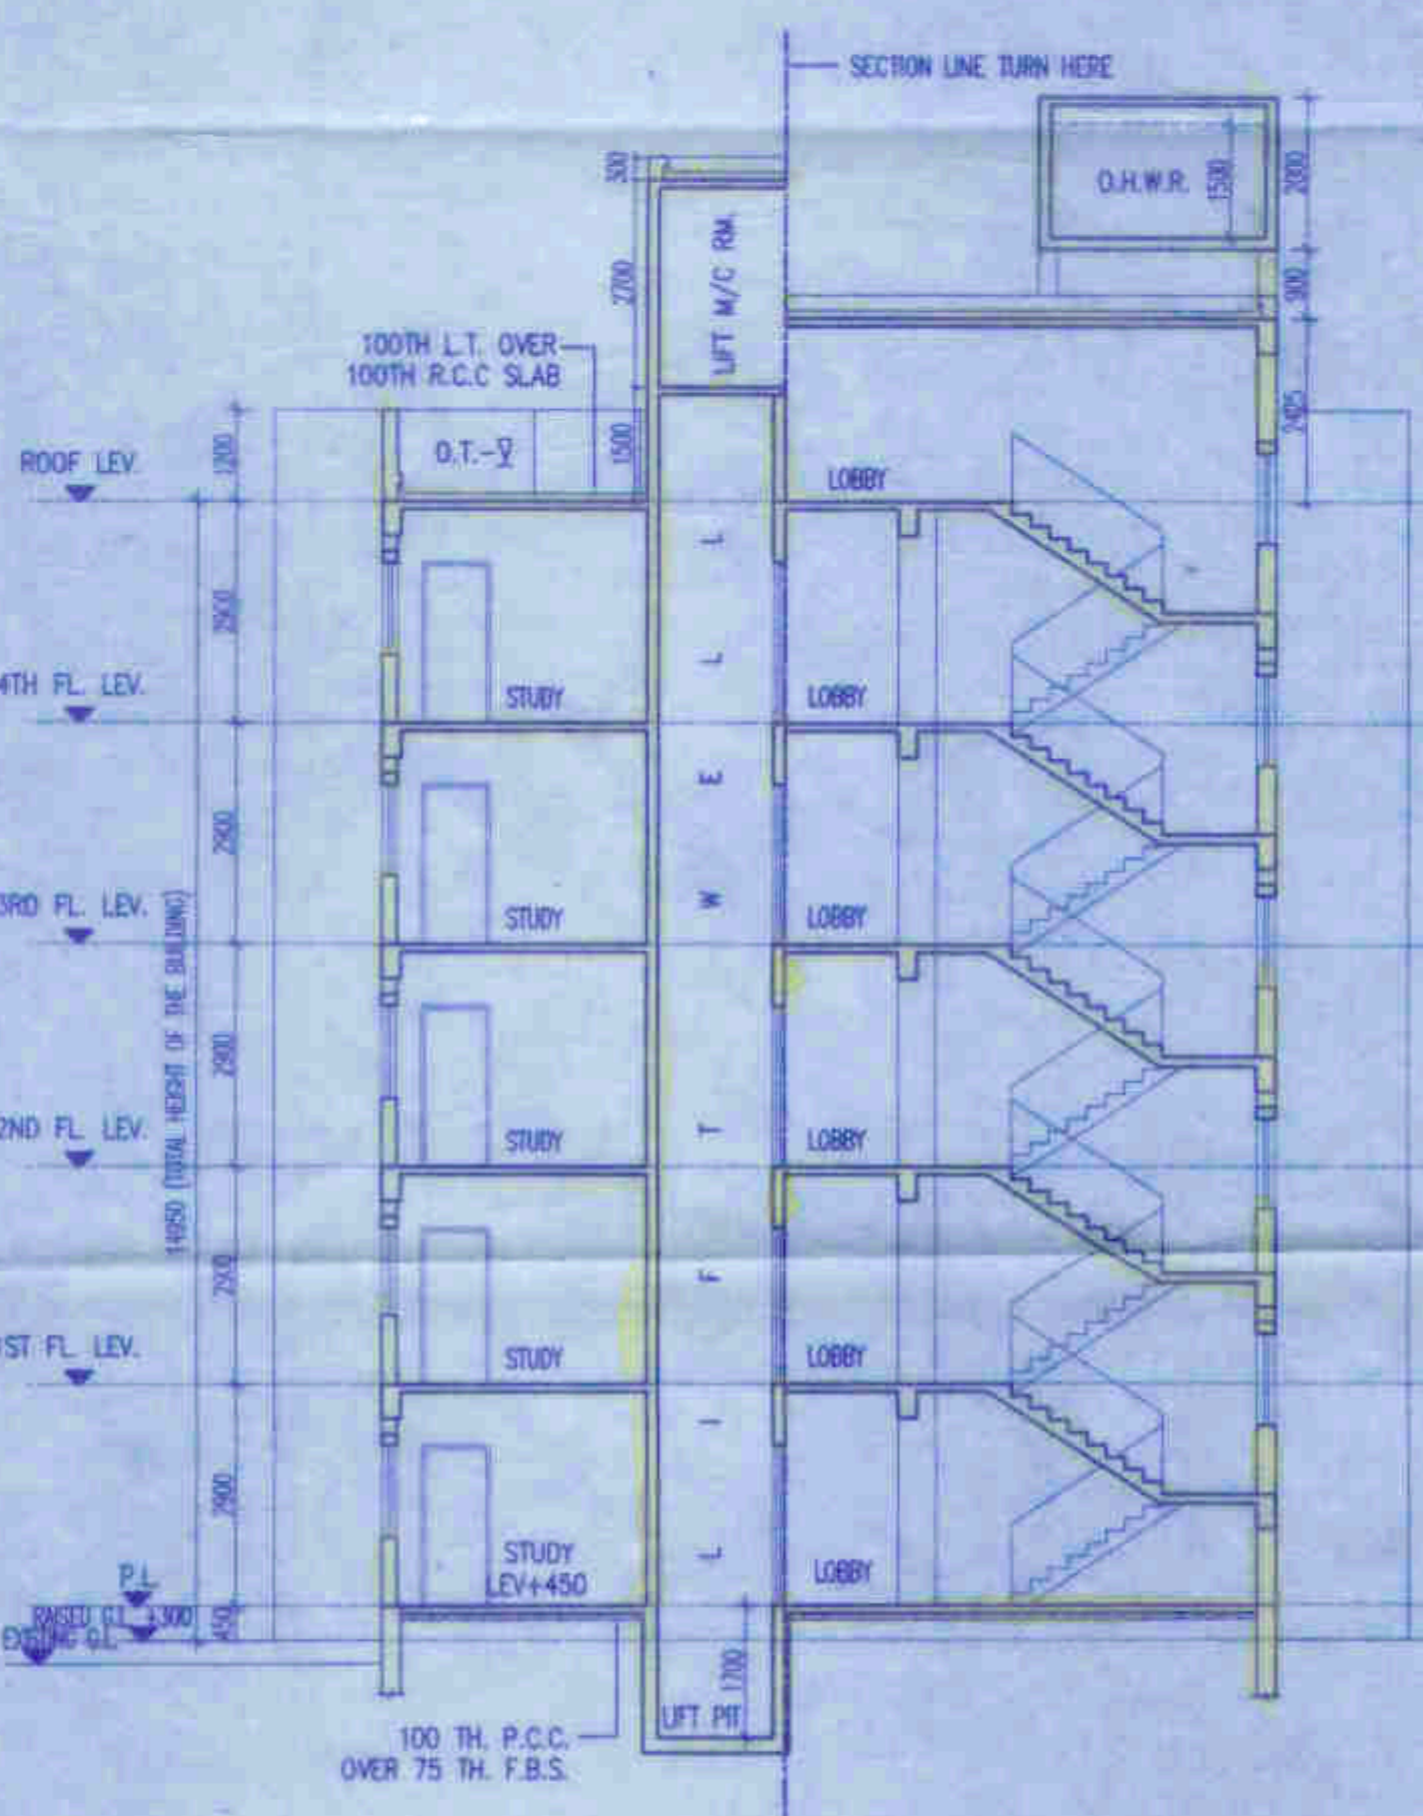 SECTION LINE TURN HERE
O.H.W.R.
1500
2000
300
2700
LIFT M/C RM.
900
100TH L.T. OVER
100TH R.C.C SLAB
2425
1200
O.T.-V
1500
ROOF LEV.
LOBBY
2900
4TH FL. LEV.
STUDY
LOBBY
2900
3RD FL. LEV.
STUDY
LOBBY
14950 (TOTAL HEIGHT OF THE BUILDING)
2900
2ND FL. LEV.
STUDY
LOBBY
2900
1ST FL. LEV.
STUDY
LOBBY
2900
LIFT WELL
STUDY
LEV+450
LOBBY
P.L.
RAISED G.L. +300
450
EXISTING G.L.
1700
LIFT PIT
100 TH. P.C.C.
OVER 75 TH. F.B.S.